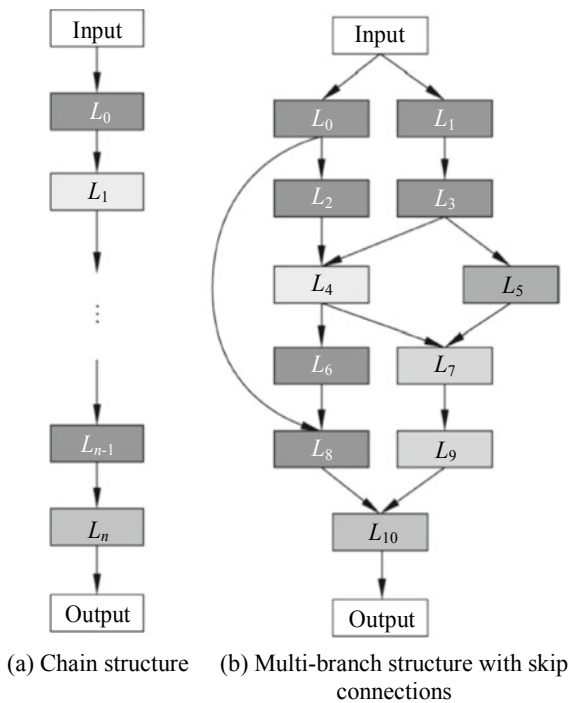 Input
L0
L1
⋮
Ln-1
Ln
Output
(a) Chain structure
Input
L0
L1
L2
L3
L4
L5
L6
L7
L8
L9
L10
Output
(b) Multi-branch structure with skip
connections